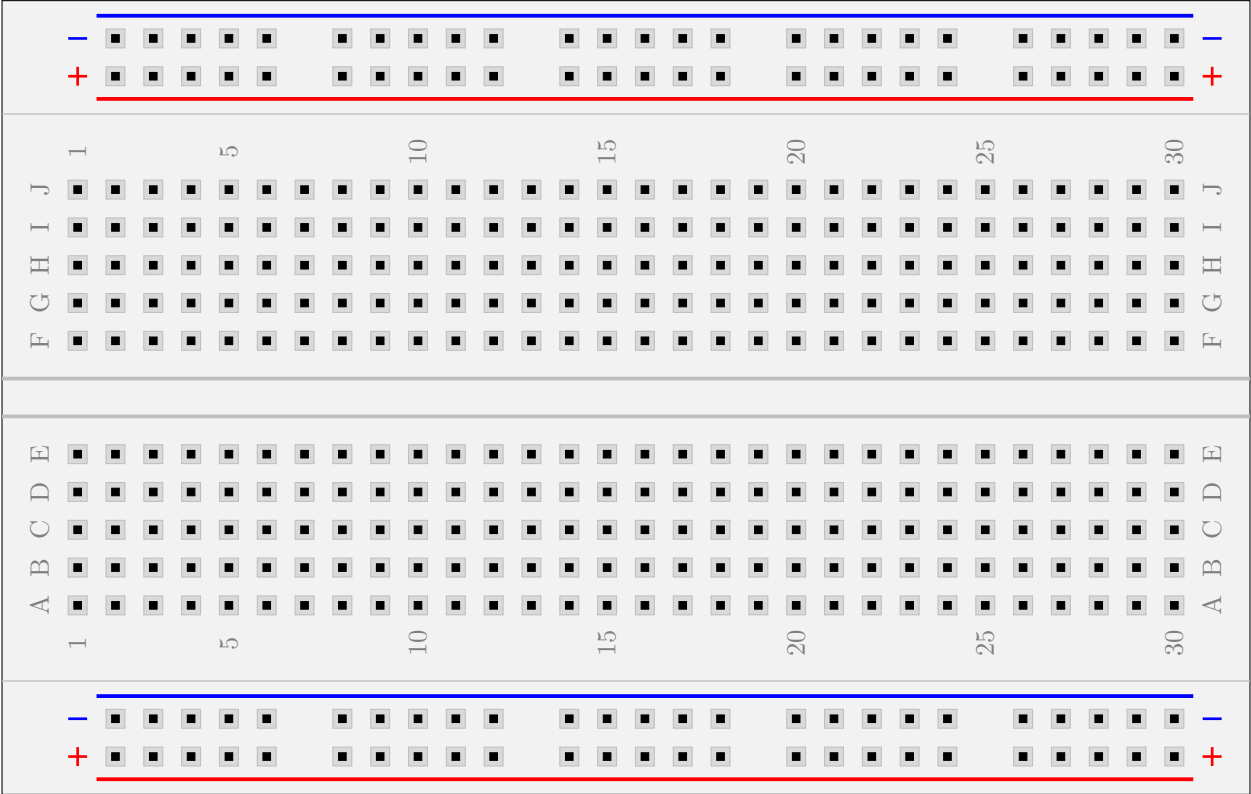 − −
+ +
1 5 10 15 20 25 30
J J
I I
H H
G G
F F
E E
D D
C C
B B
A A
1 5 10 15 20 25 30
− −
+ +